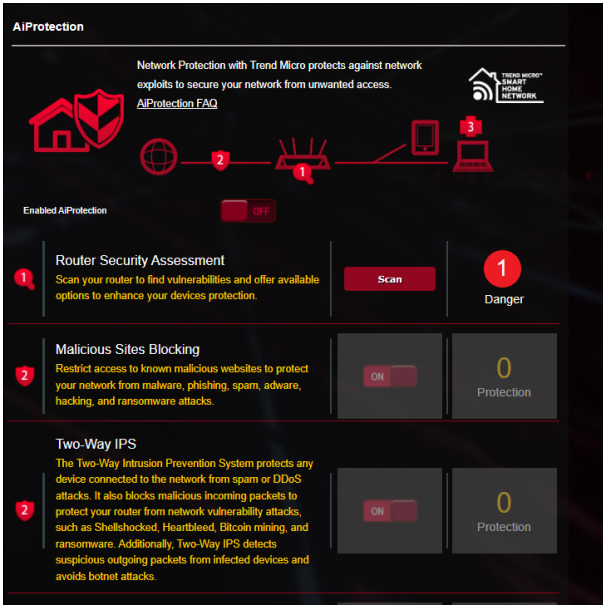 AiProtection
Network Protection with Trend Micro protects against network
exploits to secure your network from unwanted access.
AiProtection FAQ
TREND MICRO™
SMART
HOME
NETWORK
3
2
1
Enabled AiProtection
OFF
1
Router Security Assessment
Scan your router to find vulnerabilities and offer available
options to enhance your devices protection.
Scan
1
Danger
2
Malicious Sites Blocking
Restrict access to known malicious websites to protect
your network from malware, phishing, spam, adware,
hacking, and ransomware attacks.
ON
0
Protection
2
Two-Way IPS
The Two-Way Intrusion Prevention System protects any
device connected to the network from spam or DDoS
attacks. It also blocks malicious incoming packets to
protect your router from network vulnerability attacks,
such as Shellshocked, Heartbleed, Bitcoin mining, and
ransomware. Additionally, Two-Way IPS detects
suspicious outgoing packets from infected devices and
avoids botnet attacks.
ON
0
Protection